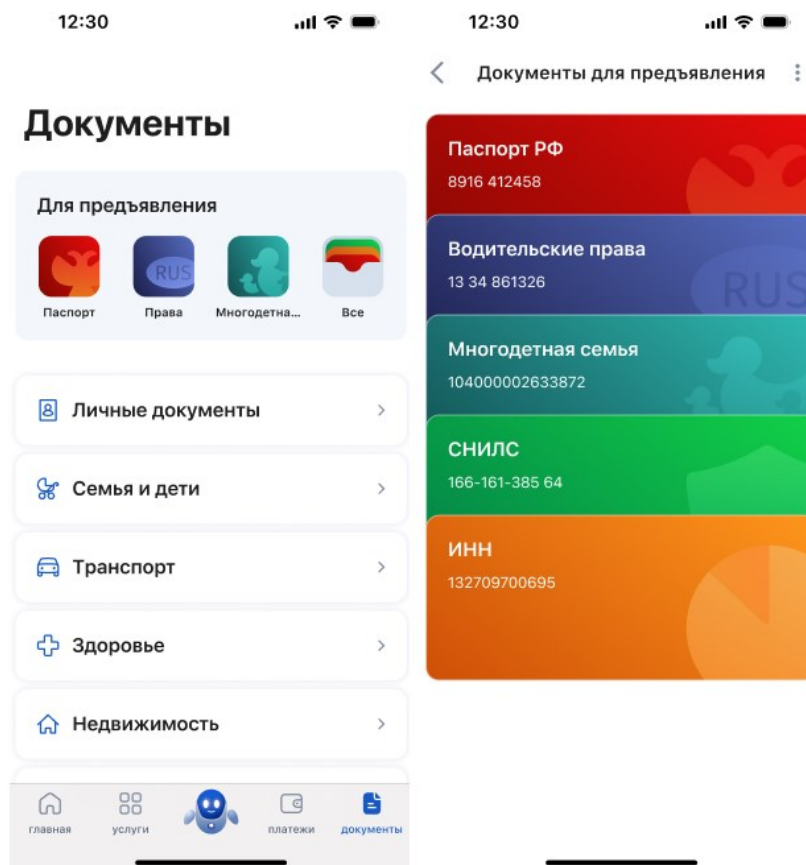 12:30
Документы
Для предъявления
Паспорт
RUS
Права
Многодетна...
Все
Личные документы
Семья и дети
Транспорт
Здоровье
Недвижимость
главная
услуги
платежи
документы
12:30
Документы для предъявления
Паспорт РФ
8916 412458
Водительские права
13 34 861326
RUS
Многодетная семья
104000002633872
СНИЛС
166-161-385 64
ИНН
132709700695